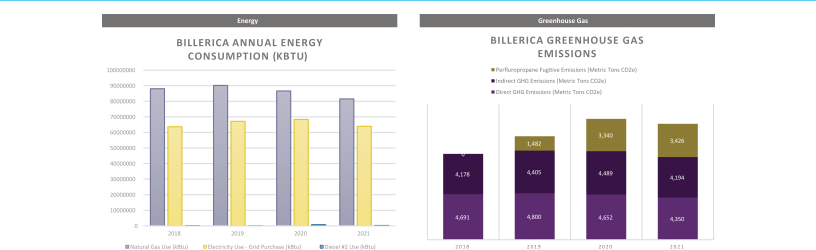 Energy
BILLERICA ANNUAL ENERGY
CONSUMPTION (KBTU)
100000000
90000000
80000000
70000000
60000000
50000000
40000000
30000000
20000000
10000000
0
2018 2019 2020 2021
Natural Gas Use (kBtu) Electricity Use - Grid Purchase (kBtu) Diesel #2 Use (kBtu)
Greenhouse Gas
BILLERICA GREENHOUSE GAS
EMISSIONS
Perfluropropane Fugitive Emissions (Metric Tons CO2e)
Indirect GHG Emissions (Metric Tons CO2e)
Direct GHG Emissions (Metric Tons CO2e)
0 1,482 3,340 3,426
4,178 4,405 4,489 4,194
4,691 4,800 4,652 4,350
2018 2019 2020 2021